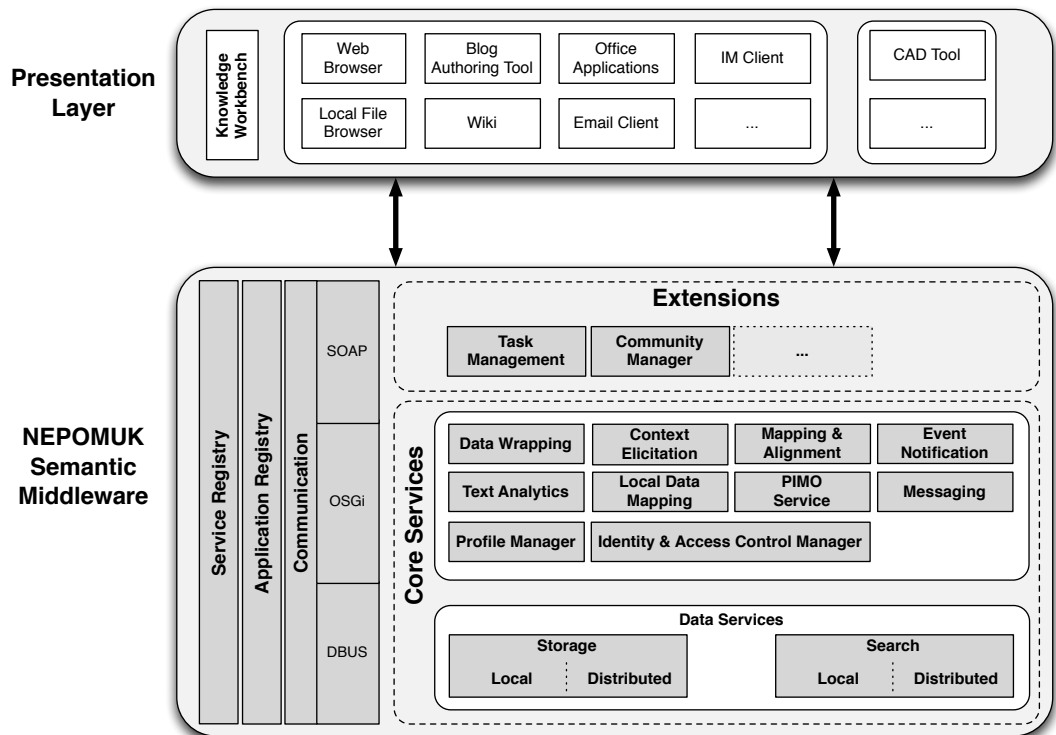 Presentation
Layer
Knowledge
Workbench
Web
Browser
Blog
Authoring Tool
Office
Applications
IM Client
CAD Tool
Local File
Browser
Wiki
Email Client
...
...
NEPOMUK
Semantic
Middleware
Service Registry
Application Registry
Communication
SOAP
OSGi
DBUS
Extensions
Task
Management
Community
Manager
...
Core Services
Data Wrapping
Context
Elicitation
Mapping &
Alignment
Event
Notification
Text Analytics
Local Data
Mapping
PIMO
Service
Messaging
Profile Manager
Identity & Access Control Manager
Data Services
Storage
Local
Distributed
Search
Local
Distributed